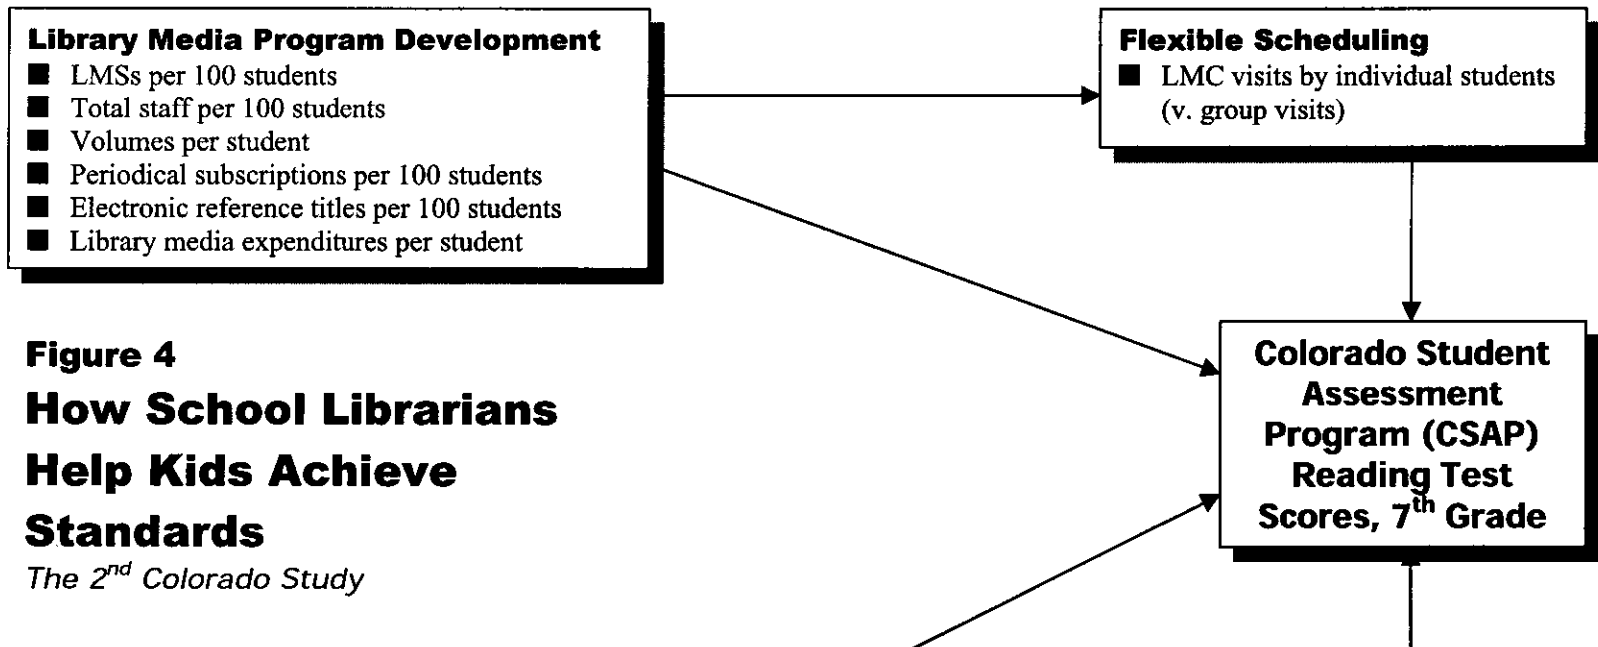 Library Media Program Development
■ LMSs per 100 students
■ Total staff per 100 students
■ Volumes per student
■ Periodical subscriptions per 100 students
■ Electronic reference titles per 100 students
■ Library media expenditures per student
Flexible Scheduling
■ LMC visits by individual students
(v. group visits)
Figure 4
How School Librarians
Help Kids Achieve
Standards
The 2nd Colorado Study
Colorado Student
Assessment
Program (CSAP)
Reading Test
Scores, 7th Grade